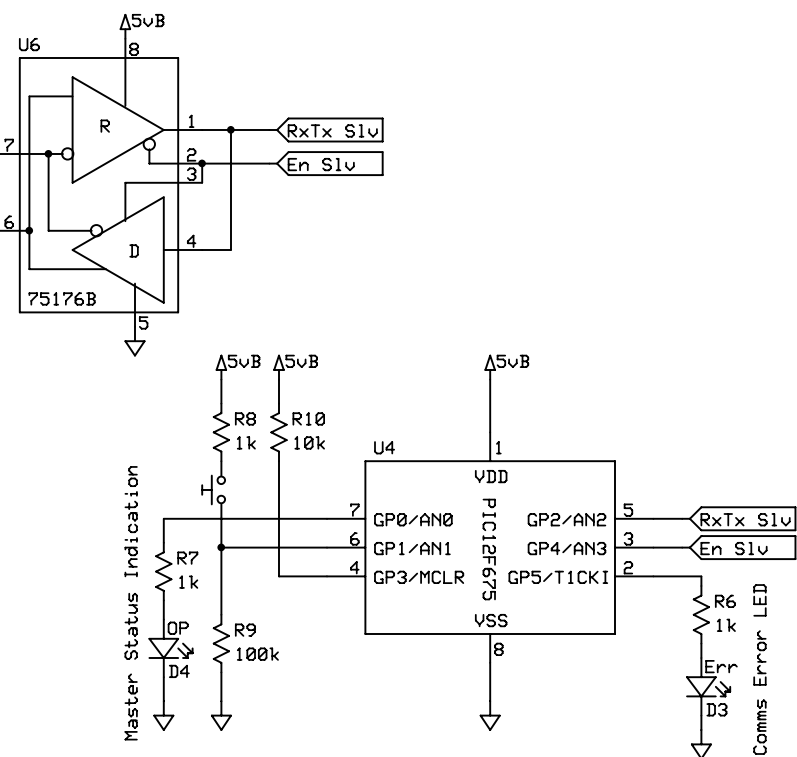 5vB
U6
8
R
1
RxTx Slv
7
2
En Slv
3
6
4
D
75176B
5
5vB
5vB
5vB
R8
1k
R10
10k
U4
1
VDD
7
GP0/AN0
GP2/AN2
5
RxTx Slv
6
GP1/AN1
GP4/AN3
3
En Slv
4
GP3/MCLR
GP5/T1CKI
2
PIC12F675
VSS
8
R7
1k
OP
D4
R9
100k
Master Status Indication
R6
1k
Err
D3
Comms Error LED